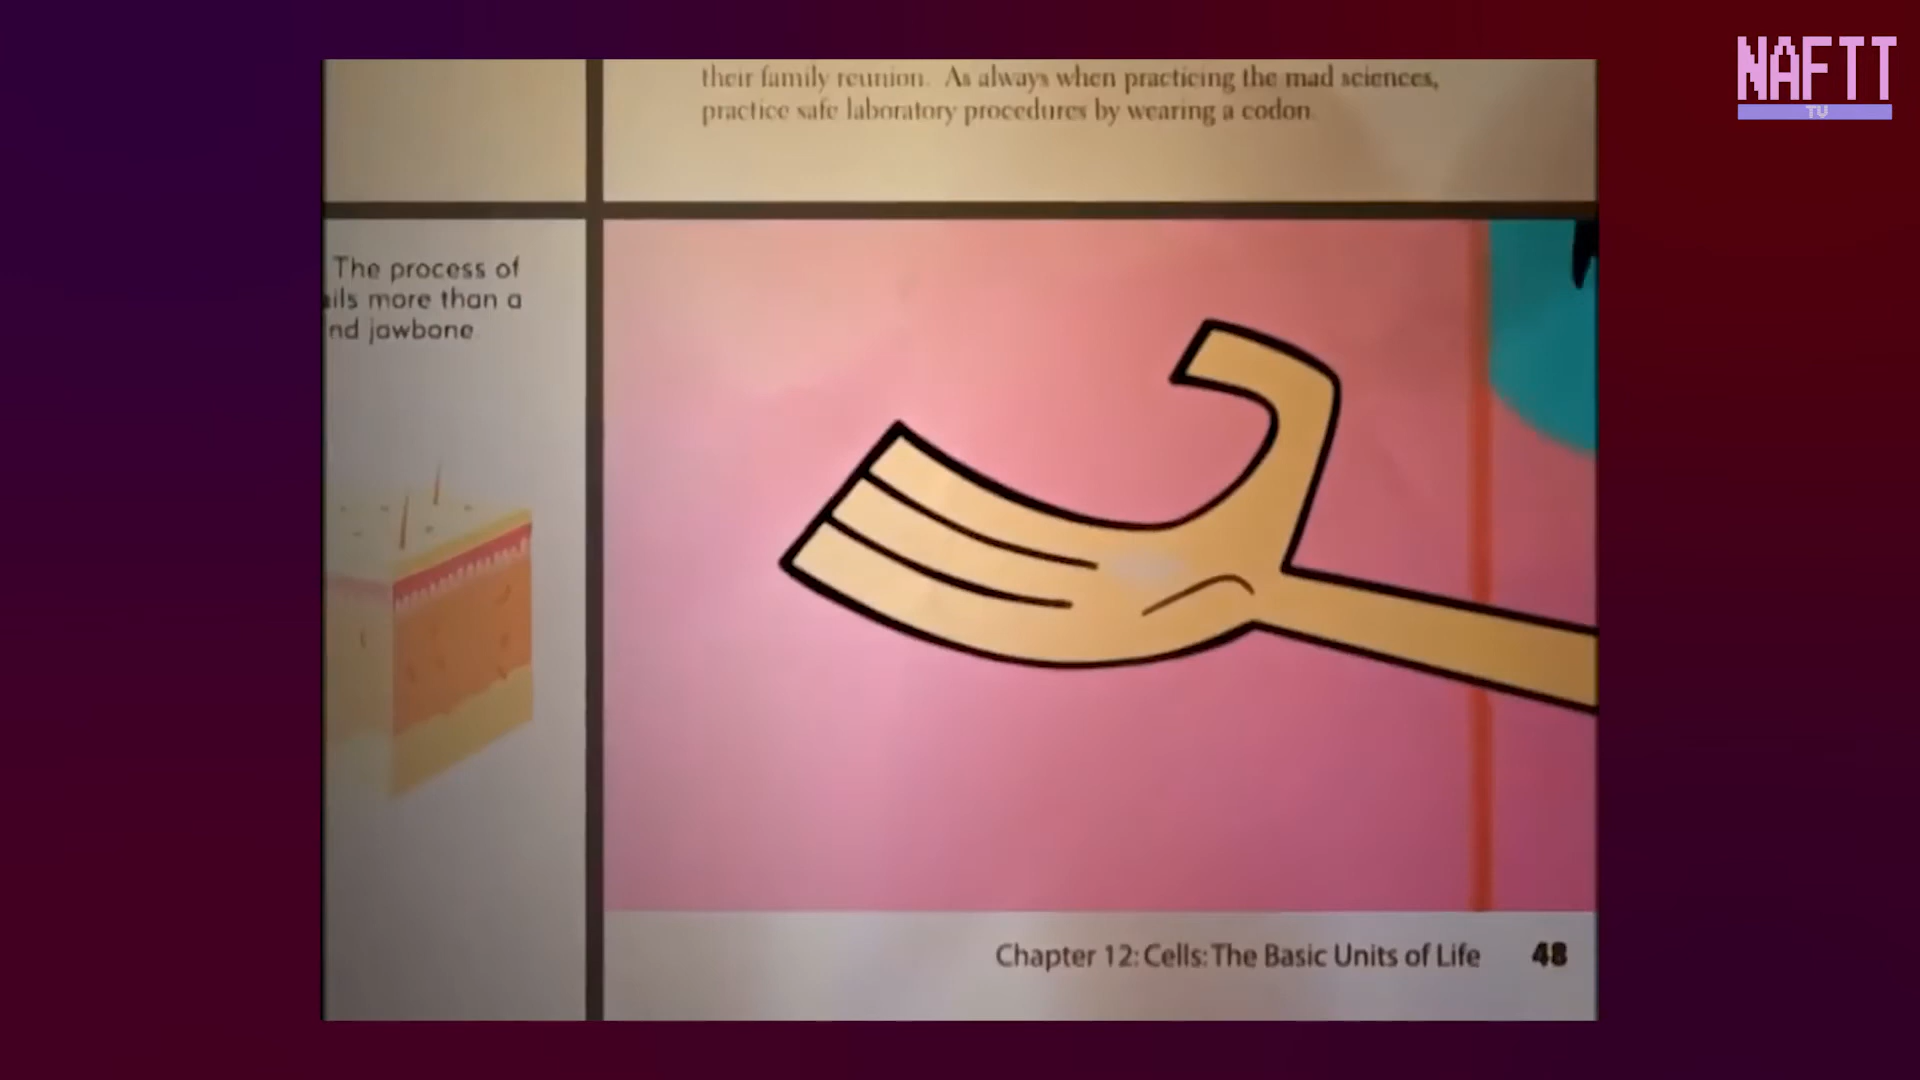 NAFTT
TV
their family reunion. As always when practicing the mad sciences,
practice safe laboratory procedures by wearing a codon.
The process of
ils more than a
nd jawbone.
Chapter 12: Cells: The Basic Units of Life 48